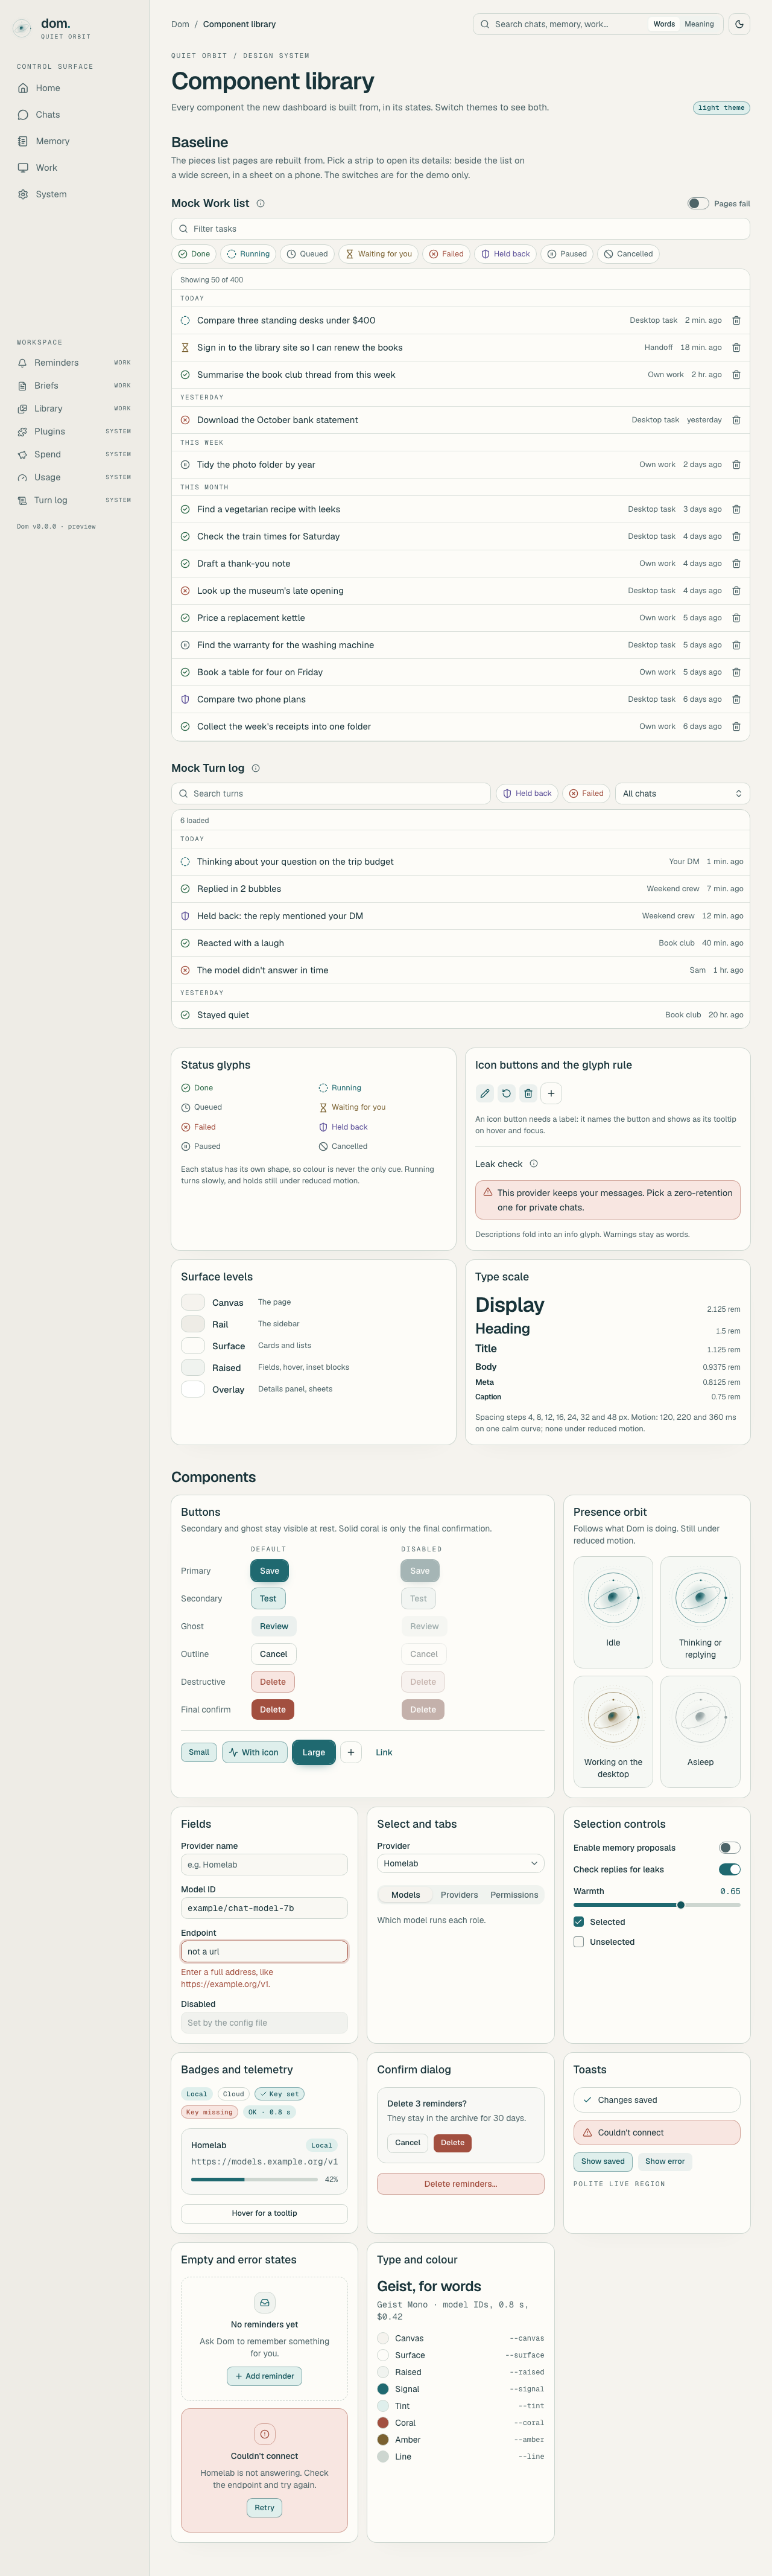 dom.
QUIET ORBIT
CONTROL SURFACE
Home
Chats
Memory
Work
System
WORKSPACE
Reminders WORK
Briefs WORK
Library WORK
Plugins SYSTEM
Spend SYSTEM
Usage SYSTEM
Turn log SYSTEM
Dom v0.0.0 · preview
Dom / Component library
Search chats, memory, work... Words Meaning
QUIET ORBIT / DESIGN SYSTEM
Component library
Every component the new dashboard is built from, in its states. Switch themes to see both.
light theme
Baseline
The pieces list pages are rebuilt from. Pick a strip to open its details: beside the list on
a wide screen, in a sheet on a phone. The switches are for the demo only.
Mock Work list Pages fail
Filter tasks
Done Running Queued Waiting for you Failed Held back Paused Cancelled
Showing 50 of 400
TODAY
Compare three standing desks under $400 Desktop task 2 min. ago
Sign in to the library site so I can renew the books Handoff 18 min. ago
Summarise the book club thread from this week Own work 2 hr. ago
YESTERDAY
Download the October bank statement Desktop task yesterday
THIS WEEK
Tidy the photo folder by year Own work 2 days ago
THIS MONTH
Find a vegetarian recipe with leeks Desktop task 3 days ago
Check the train times for Saturday Desktop task 4 days ago
Draft a thank-you note Own work 4 days ago
Look up the museum's late opening Desktop task 4 days ago
Price a replacement kettle Own work 5 days ago
Find the warranty for the washing machine Desktop task 5 days ago
Book a table for four on Friday Own work 5 days ago
Compare two phone plans Desktop task 6 days ago
Collect the week's receipts into one folder Own work 6 days ago
Mock Turn log
Search turns Held back Failed All chats
6 loaded
TODAY
Thinking about your question on the trip budget Your DM 1 min. ago
Replied in 2 bubbles Weekend crew 7 min. ago
Held back: the reply mentioned your DM Weekend crew 12 min. ago
Reacted with a laugh Book club 40 min. ago
The model didn't answer in time Sam 1 hr. ago
YESTERDAY
Stayed quiet Book club 20 hr. ago
Status glyphs
Done Running
Queued Waiting for you
Failed Held back
Paused Cancelled
Each status has its own shape, so colour is never the only cue. Running
turns slowly, and holds still under reduced motion.
Icon buttons and the glyph rule
An icon button needs a label: it names the button and shows as its tooltip
on hover and focus.
Leak check
This provider keeps your messages. Pick a zero-retention
one for private chats.
Descriptions fold into an info glyph. Warnings stay as words.
Surface levels
Canvas The page
Rail The sidebar
Surface Cards and lists
Raised Fields, hover, inset blocks
Overlay Details panel, sheets
Type scale
Display 2.125 rem
Heading 1.5 rem
Title 1.125 rem
Body 0.9375 rem
Meta 0.8125 rem
Caption 0.75 rem
Spacing steps 4, 8, 12, 16, 24, 32 and 48 px. Motion: 120, 220 and 360 ms
on one calm curve; none under reduced motion.
Components
Buttons
Secondary and ghost stay visible at rest. Solid coral is only the final confirmation.
DEFAULT DISABLED
Primary Save Save
Secondary Test Test
Ghost Review Review
Outline Cancel Cancel
Destructive Delete Delete
Final confirm Delete Delete
Small With icon Large Link
Presence orbit
Follows what Dom is doing. Still under
reduced motion.
Idle
Thinking or
replying
Working on the
desktop
Asleep
Fields
Provider name
e.g. Homelab
Model ID
example/chat-model-7b
Endpoint
not a url
Enter a full address, like
https://example.org/v1.
Disabled
Set by the config file
Select and tabs
Provider
Homelab
Models Providers Permissions
Which model runs each role.
Selection controls
Enable memory proposals
Check replies for leaks
Warmth 0.65
Selected
Unselected
Badges and telemetry
Local Cloud Key set
Key missing OK · 0.8 s
Homelab Local
https://models.example.org/v1
42%
Hover for a tooltip
Confirm dialog
Delete 3 reminders?
They stay in the archive for 30 days.
Cancel Delete
Delete reminders...
Toasts
Changes saved
Couldn't connect
Show saved Show error
POLITE LIVE REGION
Empty and error states
No reminders yet
Ask Dom to remember something
for you.
Add reminder
Couldn't connect
Homelab is not answering. Check
the endpoint and try again.
Retry
Type and colour
Geist, for words
Geist Mono · model IDs, 0.8 s,
$0.42
Canvas --canvas
Surface --surface
Raised --raised
Signal --signal
Tint --tint
Coral --coral
Amber --amber
Line --line